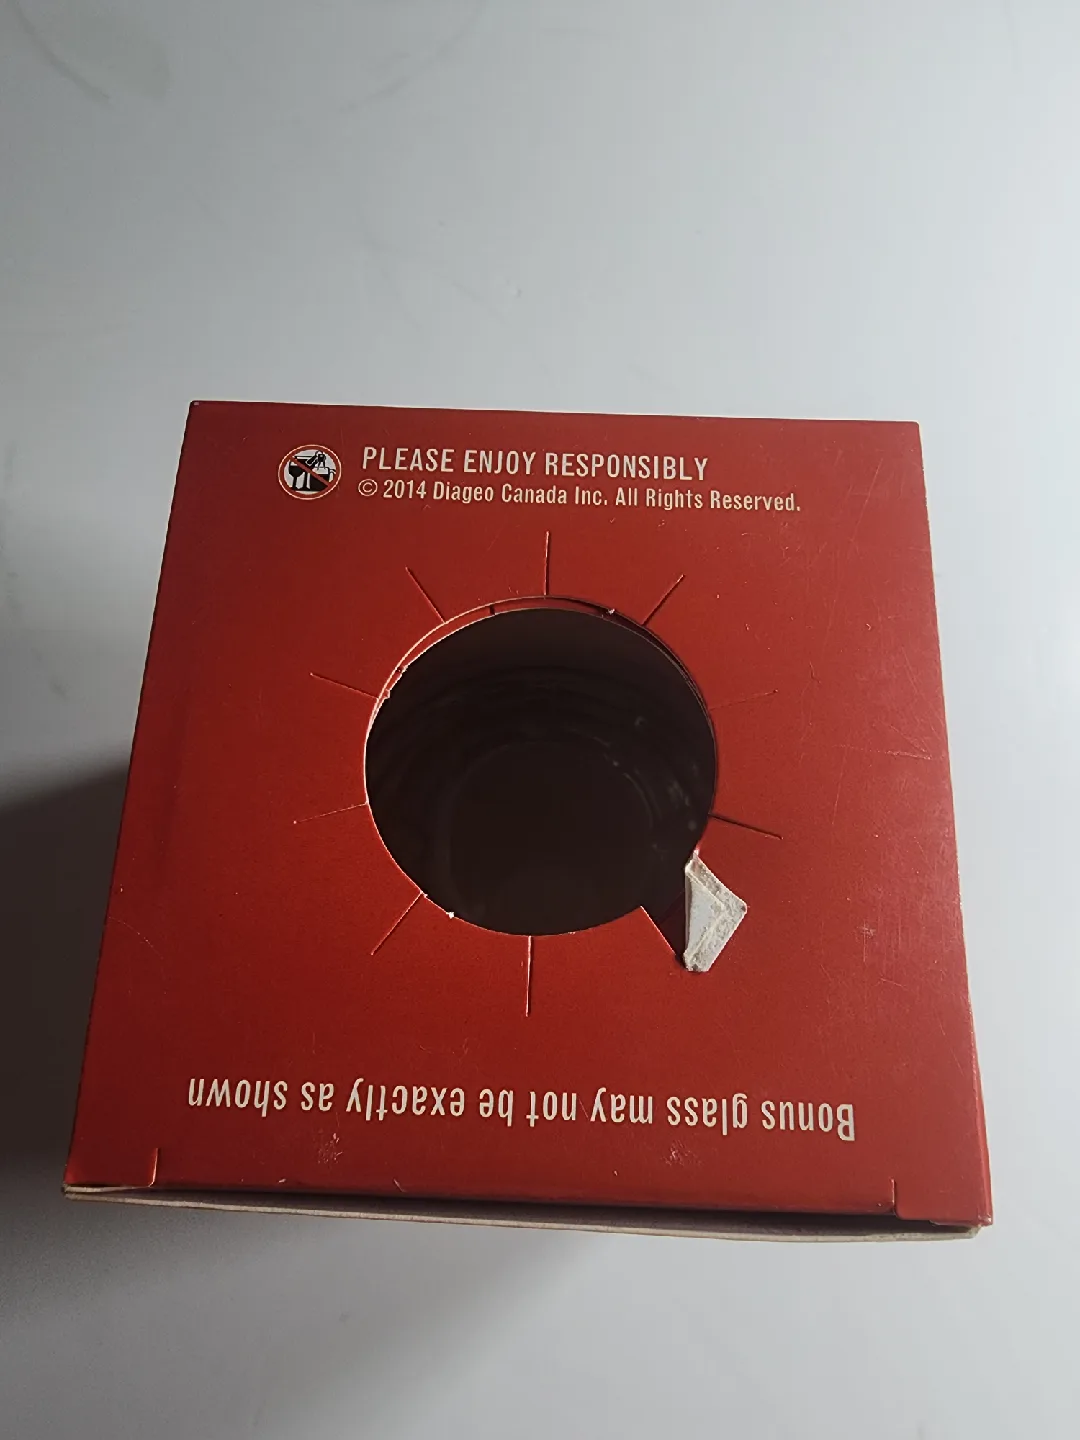 PLEASE ENJOY RESPONSIBLY
© 2014 Diageo Canada Inc. All Rights Reserved.
Bonus glass may not be exactly as shown